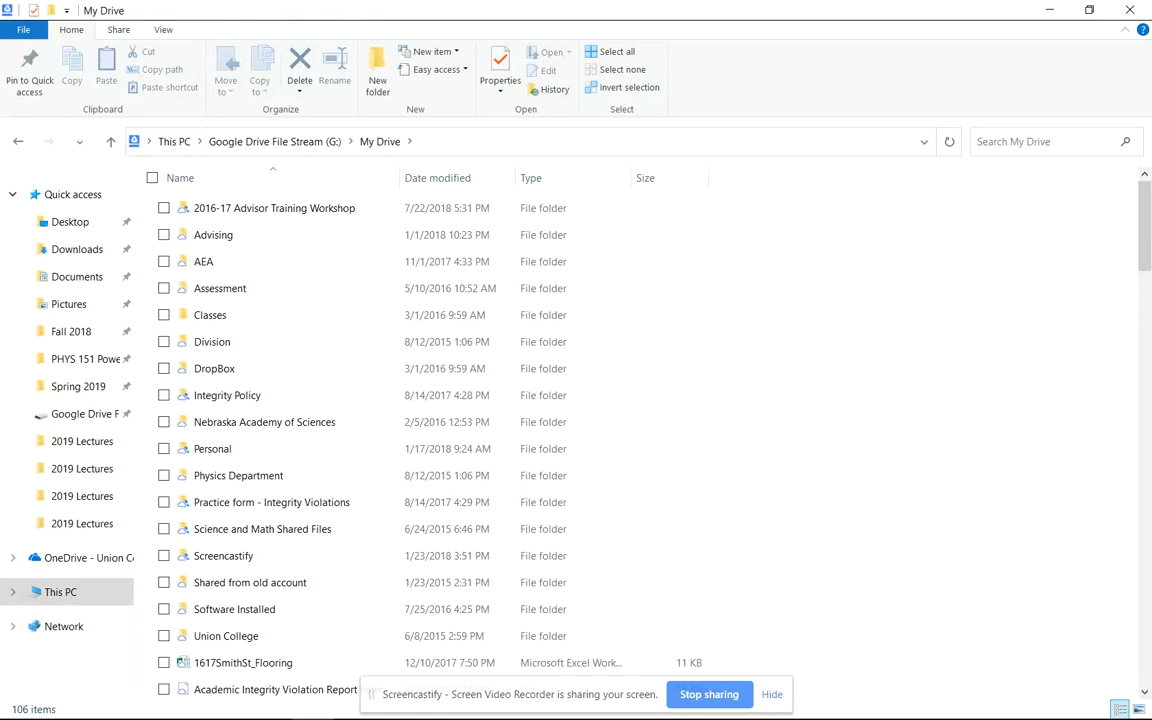 My Drive
File Home Share View
Pin to Quick access
Copy
Paste
Cut
Copy path
Paste shortcut
Clipboard
Move to
Copy to
Delete
Rename
Organize
New folder
New item
Easy access
New
Properties
Open
Edit
History
Open
Select all
Select none
Invert selection
Select
This PC > Google Drive File Stream (G:) > My Drive >
Search My Drive
Quick access
Desktop
Downloads
Documents
Pictures
Fall 2018
PHYS 151 Powe
Spring 2019
Google Drive F
2019 Lectures
2019 Lectures
2019 Lectures
2019 Lectures
OneDrive - Union Co
This PC
Network
Name Date modified Type Size
2016-17 Advisor Training Workshop 7/22/2018 5:31 PM File folder
Advising 1/1/2018 10:23 PM File folder
AEA 11/1/2017 4:33 PM File folder
Assessment 5/10/2016 10:52 AM File folder
Classes 3/1/2016 9:59 AM File folder
Division 8/12/2015 1:06 PM File folder
DropBox 3/1/2016 9:59 AM File folder
Integrity Policy 8/14/2017 4:28 PM File folder
Nebraska Academy of Sciences 2/5/2016 12:53 PM File folder
Personal 1/17/2018 9:24 AM File folder
Physics Department 8/12/2015 1:06 PM File folder
Practice form - Integrity Violations 8/14/2017 4:29 PM File folder
Science and Math Shared Files 6/24/2015 6:46 PM File folder
Screencastify 1/23/2018 3:51 PM File folder
Shared from old account 1/23/2015 2:31 PM File folder
Software Installed 7/25/2016 4:25 PM File folder
Union College 6/8/2015 2:59 PM File folder
1617SmithSt_Flooring 12/10/2017 7:50 PM Microsoft Excel Work... 11 KB
Academic Integrity Violation Report
Screencastify - Screen Video Recorder is sharing your screen. Stop sharing Hide
106 items